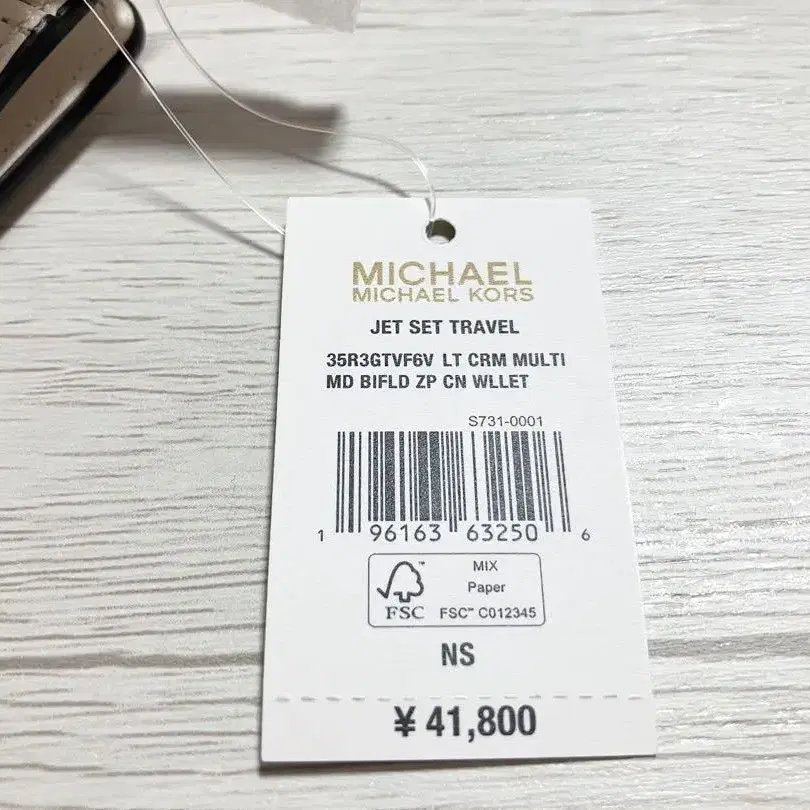 MICHAEL
MICHAEL KORS
JET SET TRAVEL
35R3GTVF6V LT CRM MULTI
MD BIFLD ZP CN WLLET
S731-0001
1 96163 63250 6
MIX
Paper
FSC™ C012345
FSC
NS
¥ 41,800